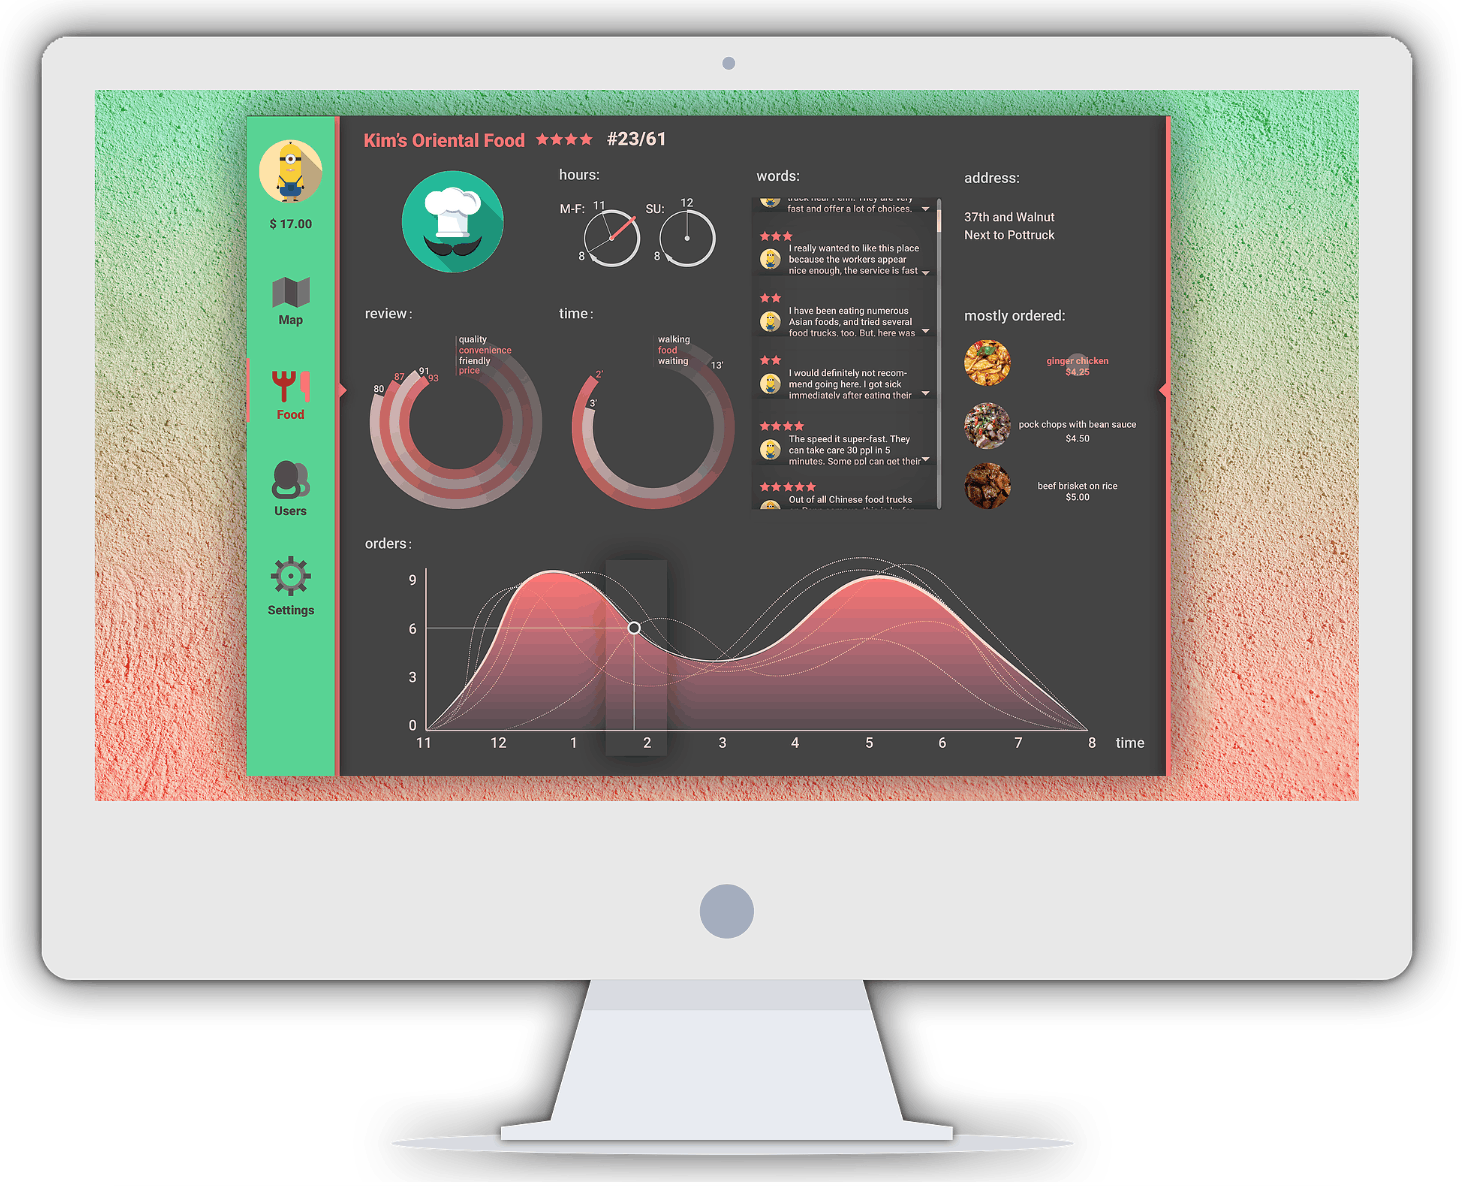 Kim's Oriental Food #23/61
$ 17.00
Map
Food
Users
Settings
hours:
M-F: 11
8
SU: 12
8
words:
fast and offer a lot of choices.
I really wanted to like this place
because the workers appear
nice enough, the service is fast
I have been eating numerous
Asian foods, and tried several
food trucks, too. But, here was
I would definitely not recom-
mend going here. I got sick
immediately after eating their
The speed it super-fast. They
can take care 30 ppl in 5
minutes. Some ppl can get their
Out of all Chinese food trucks
address:
37th and Walnut
Next to Pottruck
review:
quality
convenience
friendly
price
80
87
91
93
time:
walking
food
waiting
13'
2'
3'
mostly ordered:
ginger chicken
$4.25
pock chops with bean sauce
$4.50
beef brisket on rice
$5.00
orders:
9
6
3
0
11 12 1 2 3 4 5 6 7 8 time